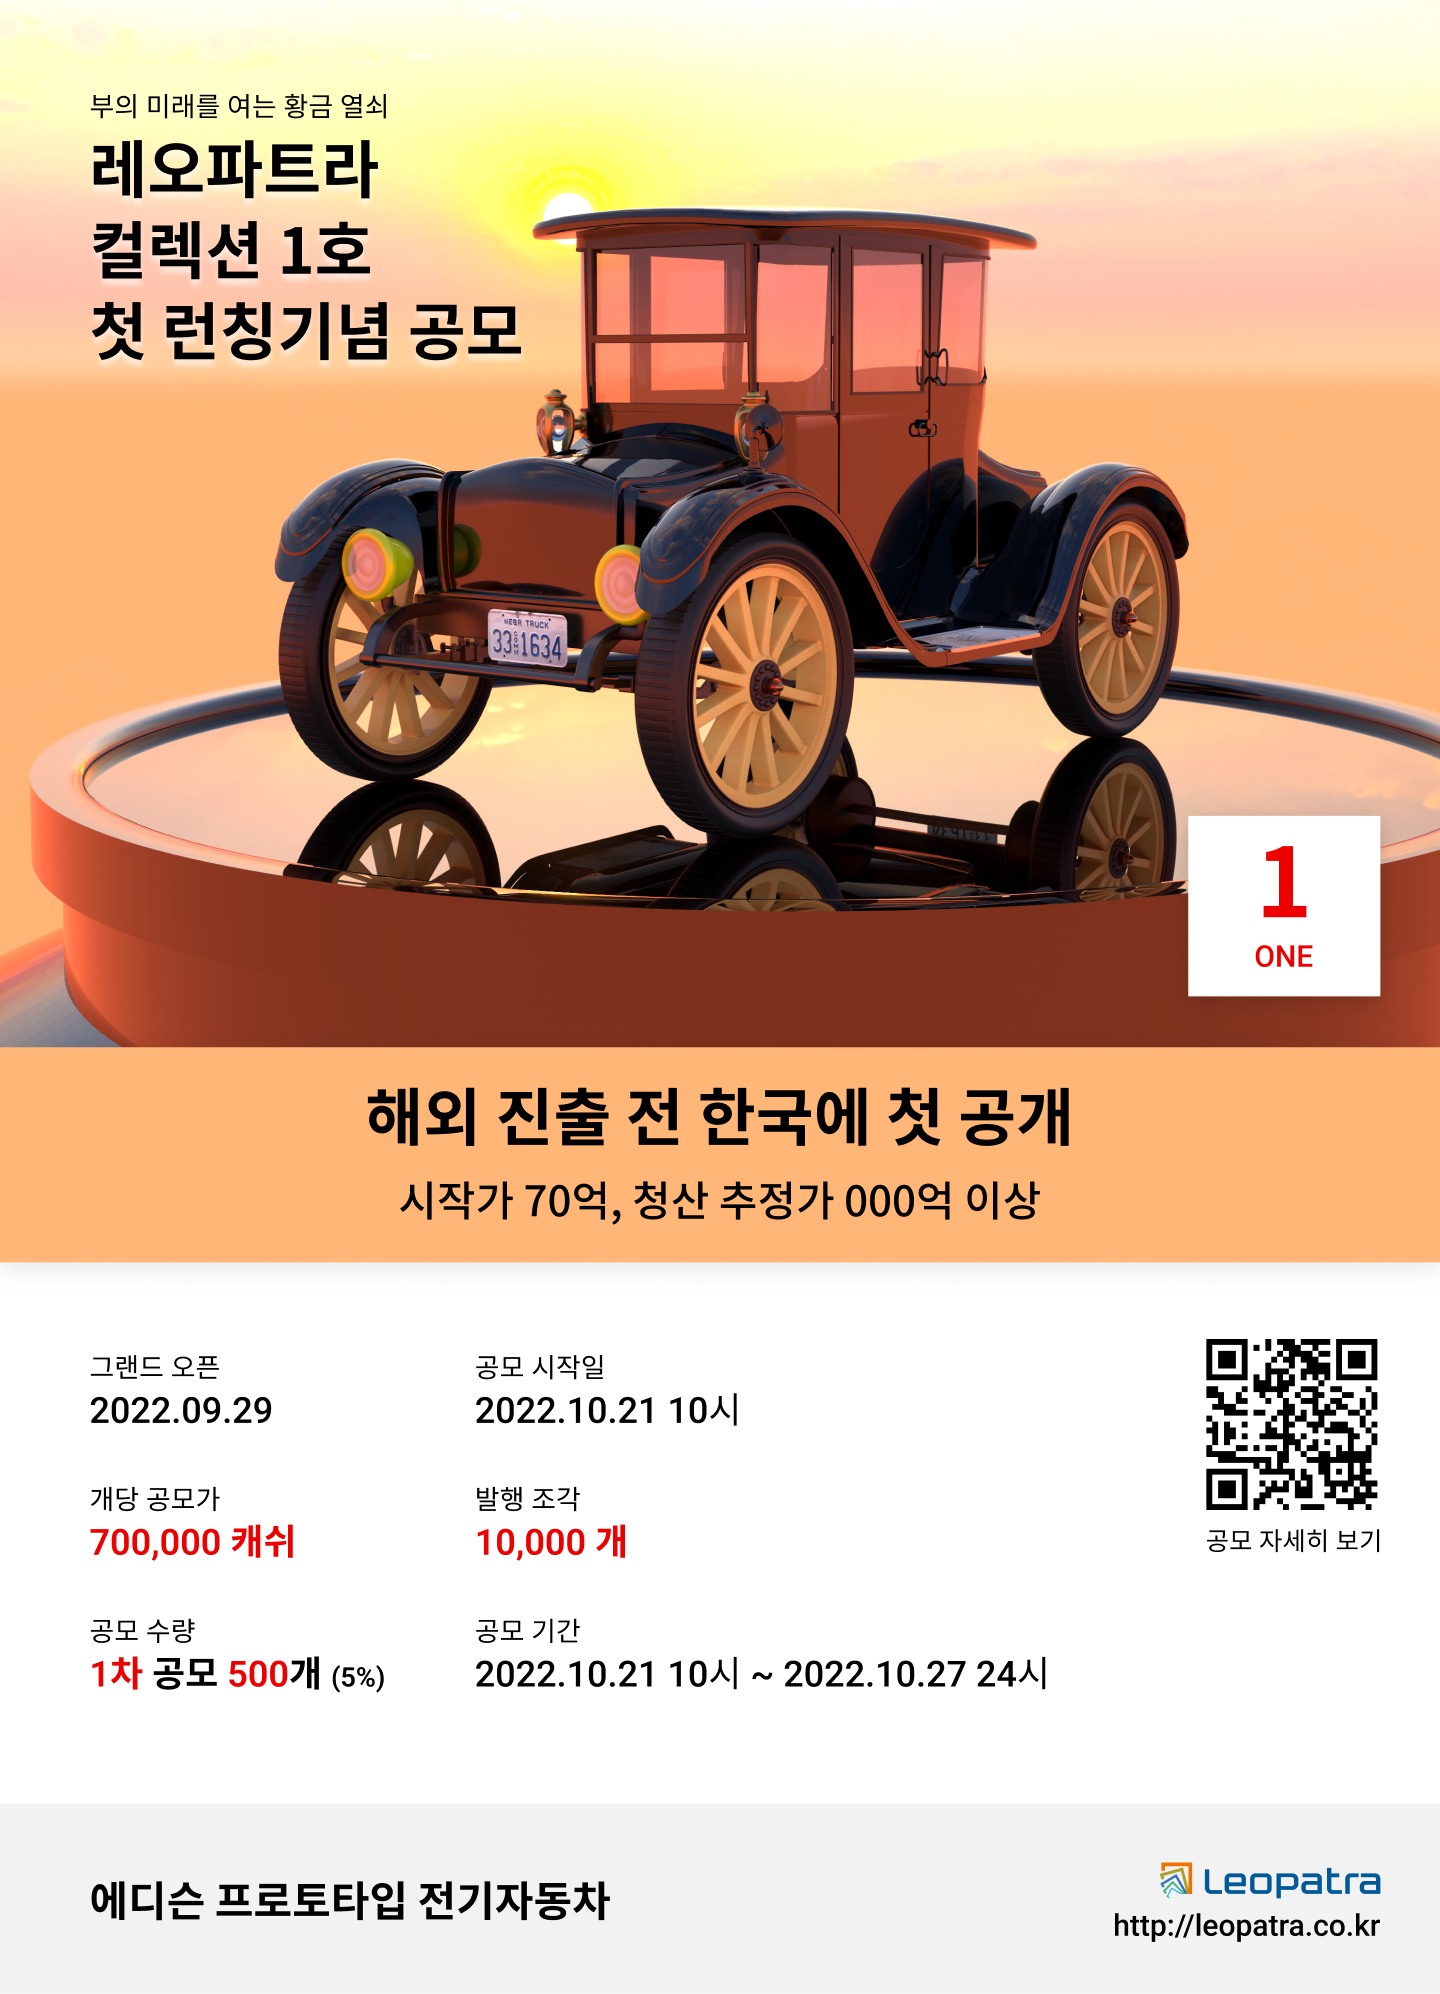 부의 미래를 여는 황금 열쇠
레오파트라
컬렉션 1호
첫 런칭기념 공모
NEBR TRUCK
33 COM 1634
1
ONE
해외 진출 전 한국에 첫 공개
시작가 70억, 청산 추정가 000억 이상
그랜드 오픈
2022.09.29
공모 시작일
2022.10.21 10시
개당 공모가
700,000 캐쉬
발행 조각
10,000 개
공모 자세히 보기
공모 수량
1차 공모 500개 (5%)
공모 기간
2022.10.21 10시 ~ 2022.10.27 24시
에디슨 프로토타입 전기자동차
Leopatra
http://leopatra.co.kr